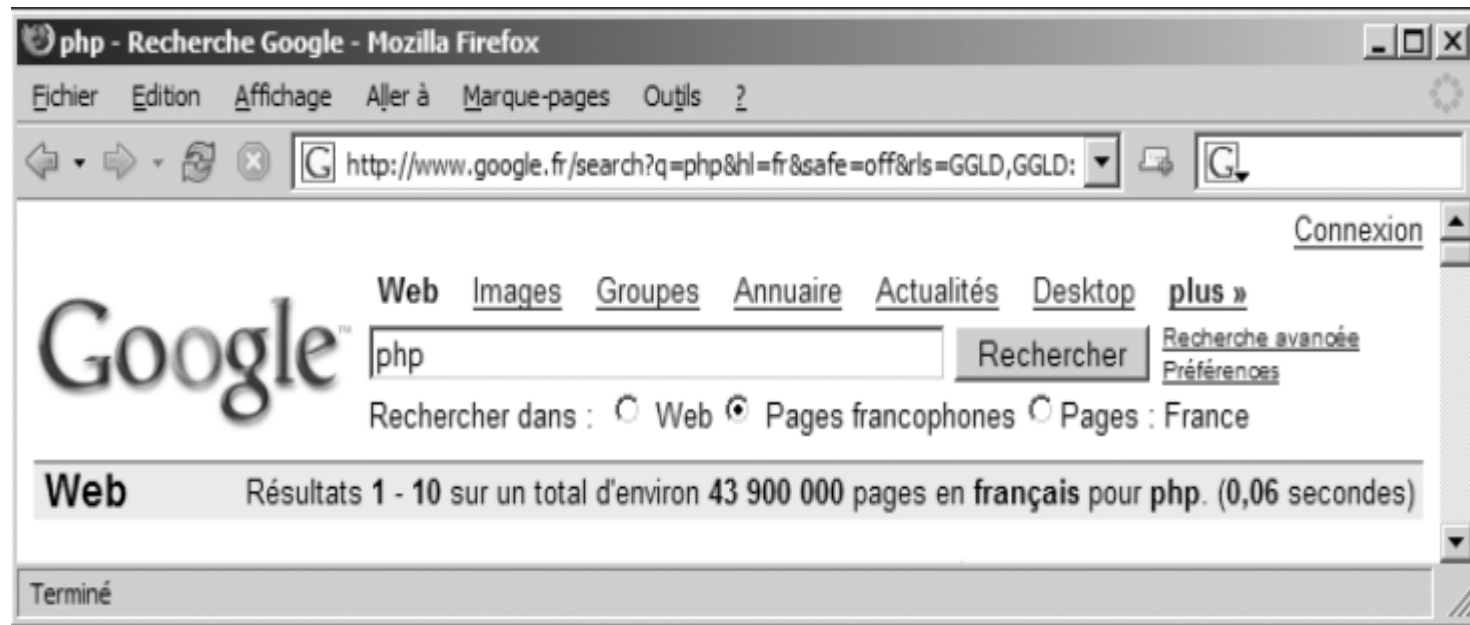 php - Recherche Google - Mozilla Firefox
Fichier Edition Affichage Aller à Marque-pages Outils ?
G http://www.google.fr/search?q=php&hl=fr&safe=off&rls=GGLD,GGLD: G
Connexion
Web Images Groupes Annuaire Actualités Desktop plus »
Google™ php Rechercher Recherche avancée
Préférences
Rechercher dans : Web Pages francophones Pages : France
Web Résultats 1 - 10 sur un total d'environ 43 900 000 pages en français pour php. (0,06 secondes)
Terminé